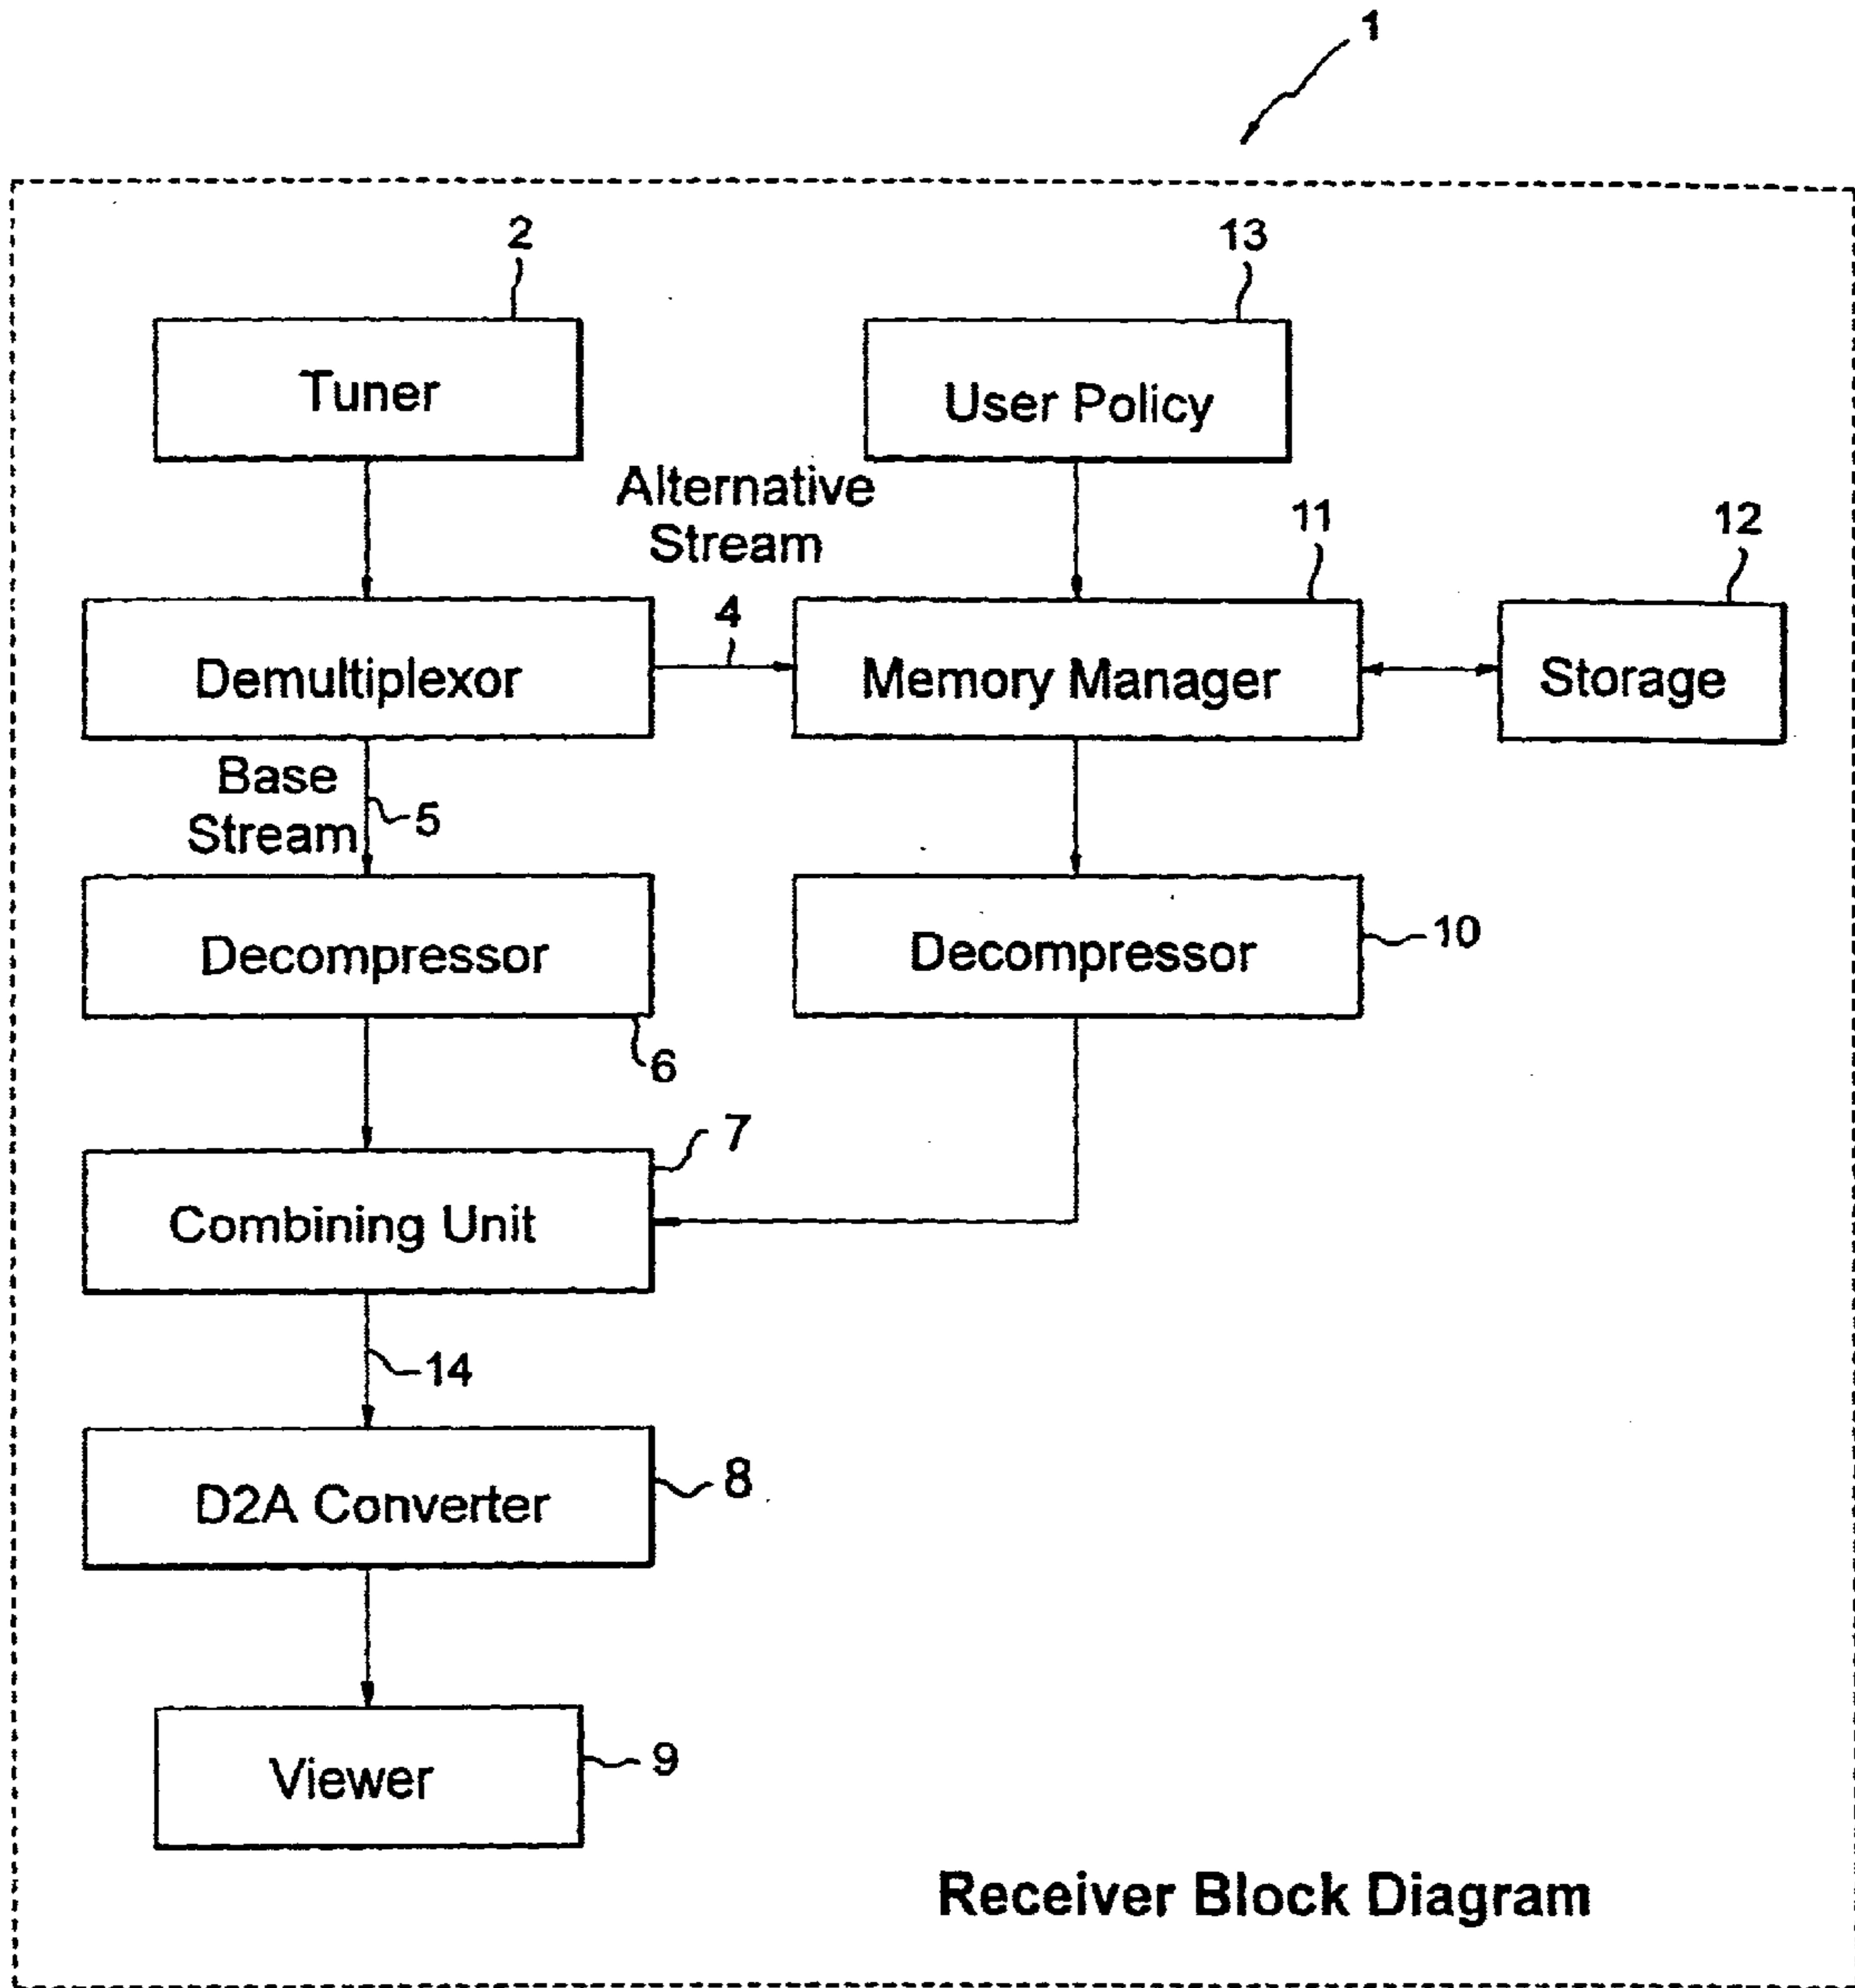 1
2
13
Tuner
User Policy
Alternative
Stream
11
12
4
Demultiplexor
Memory Manager
Storage
Base
Stream
5
Decompressor
Decompressor
10
6
7
Combining Unit
14
D2A Converter
8
Viewer
9
Receiver Block Diagram